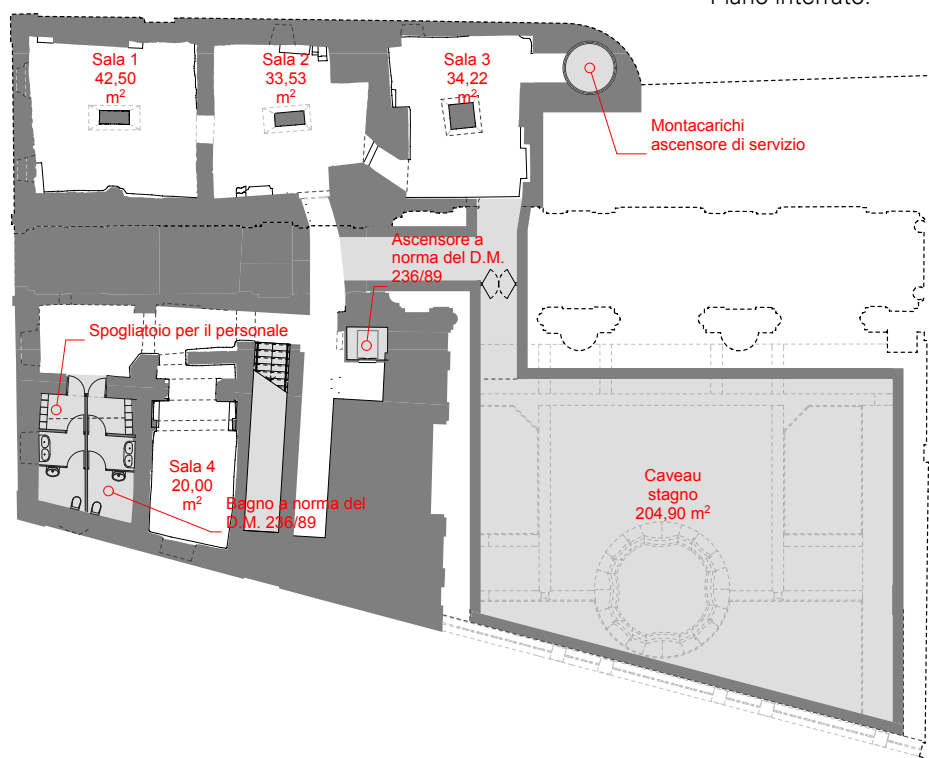 Piano interrato.
Sala 1
42,50
m²
Sala 2
33,53
m²
Sala 3
34,22
m²
Montacarichi
ascensore di servizio
Ascensore a
norma del D.M.
236/89
Spogliatoio per il personale
Sala 4
20,00
m²
Bagno a norma del
D.M. 236/89
Caveau
stagno
204,90 m²